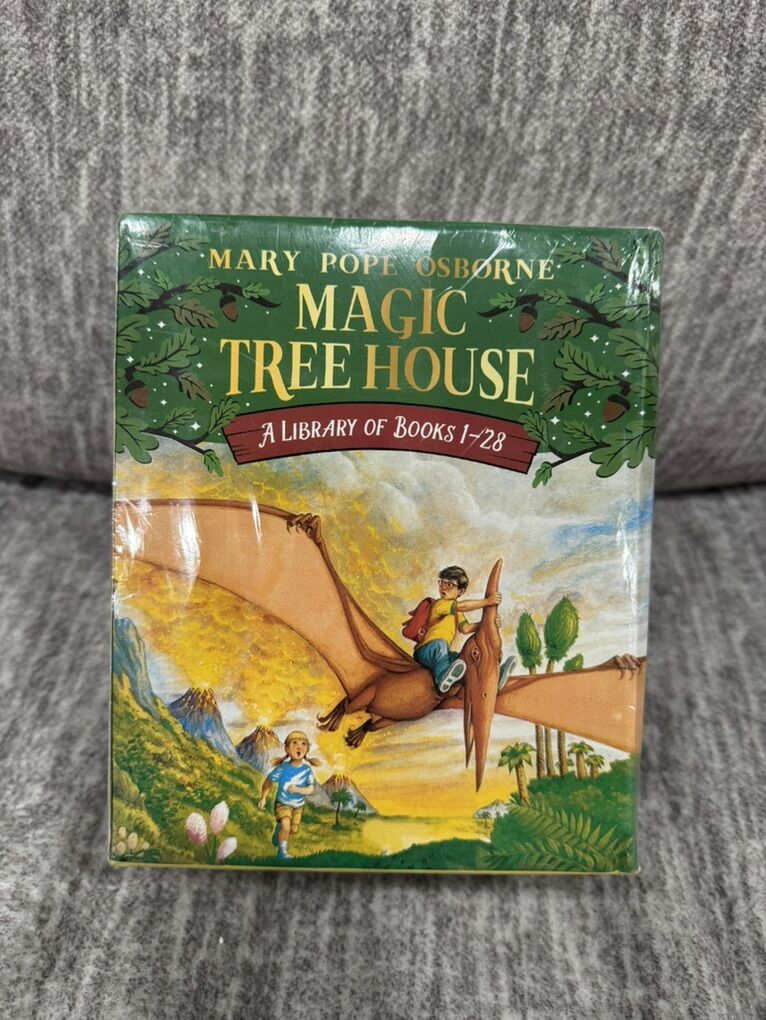 MARY POPE OSBORNE
MAGIC
TREE HOUSE
A LIBRARY OF BOOKS 1-28